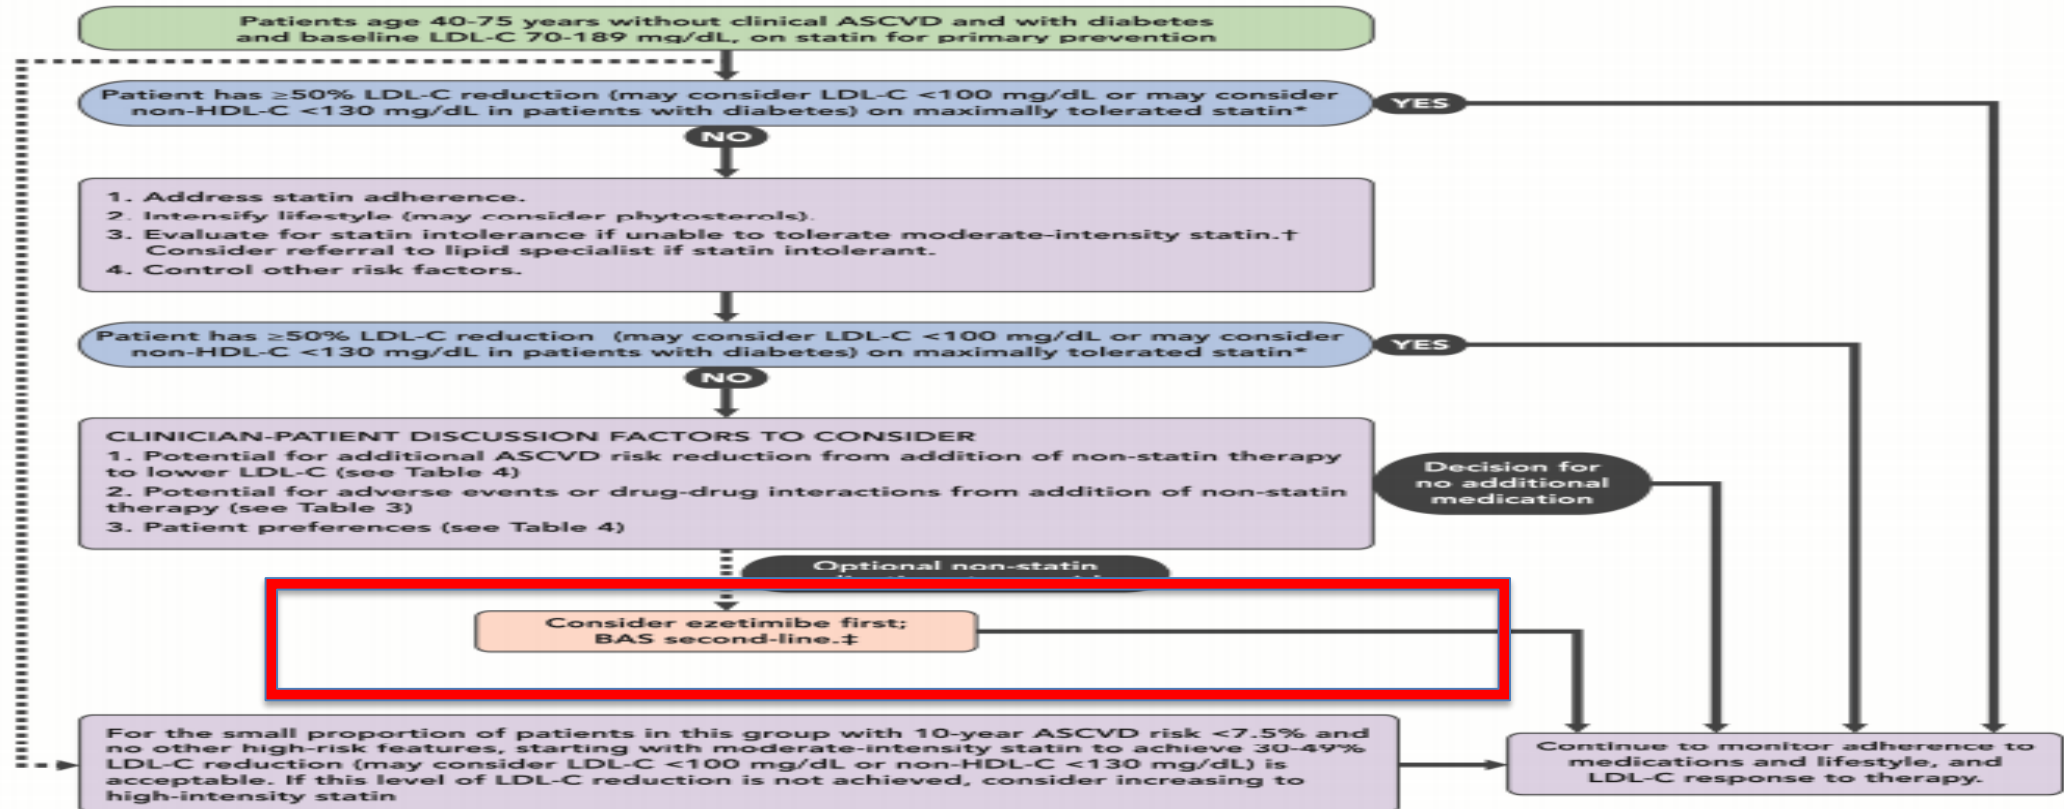 Patients age 40-75 years without clinical ASCVD and with diabetes
and baseline LDL-C 70-189 mg/dL, on statin for primary prevention
Patient has ≥50% LDL-C reduction (may consider LDL-C <100 mg/dL or may consider
non-HDL-C <130 mg/dL in patients with diabetes) on maximally tolerated statin*
YES
NO
1. Address statin adherence.
2. Intensify lifestyle (may consider phytosterols).
3. Evaluate for statin intolerance if unable to tolerate moderate-intensity statin.†
Consider referral to lipid specialist if statin intolerant.
4. Control other risk factors.
Patient has ≥50% LDL-C reduction (may consider LDL-C <100 mg/dL or may consider
non-HDL-C <130 mg/dL in patients with diabetes) on maximally tolerated statin*
YES
NO
CLINICIAN-PATIENT DISCUSSION FACTORS TO CONSIDER
1. Potential for additional ASCVD risk reduction from addition of non-statin therapy
to lower LDL-C (see Table 4)
2. Potential for adverse events or drug-drug interactions from addition of non-statin
therapy (see Table 3)
3. Patient preferences (see Table 4)
Decision for
no additional
medication
Optional non-statin
Consider ezetimibe first;
BAS second-line.‡
For the small proportion of patients in this group with 10-year ASCVD risk <7.5% and
no other high-risk features, starting with moderate-intensity statin to achieve 30-49%
LDL-C reduction (may consider LDL-C <100 mg/dL or non-HDL-C <130 mg/dL) is
acceptable. If this level of LDL-C reduction is not achieved, consider increasing to
high-intensity statin
Continue to monitor adherence to
medications and lifestyle, and
LDL-C response to therapy.